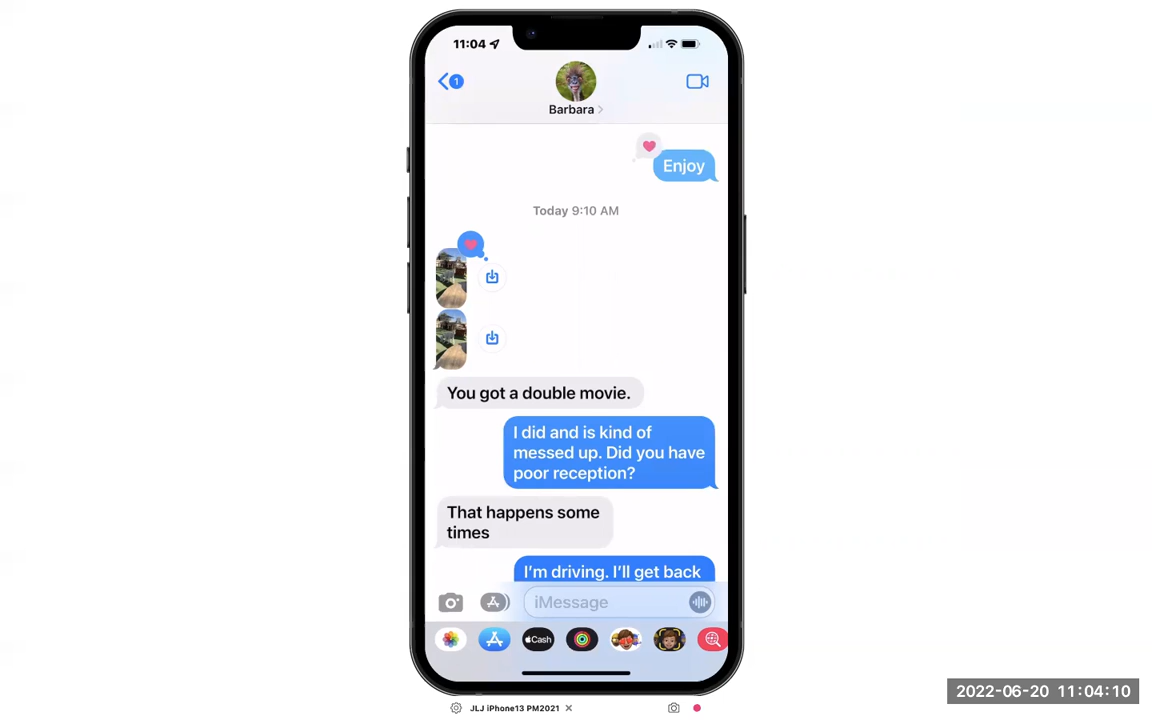 11:04
1
Barbara
Enjoy
Today 9:10 AM
You got a double movie.
I did and is kind of
messed up. Did you have
poor reception?
That happens some
times
I'm driving. I'll get back
iMessage
Cash
JLJ iPhone13 PM2021
2022-06-20 11:04:10